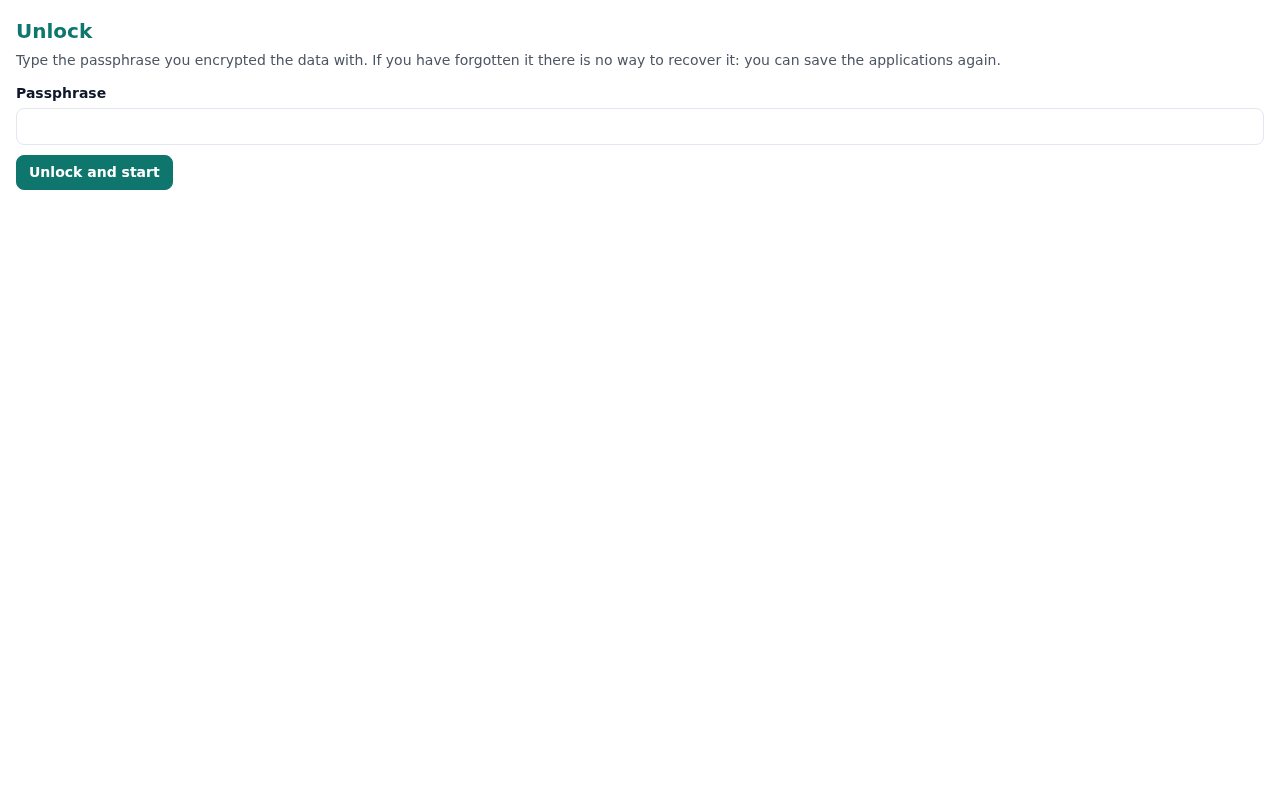 Unlock
Type the passphrase you encrypted the data with. If you have forgotten it there is no way to recover it: you can save the applications again.
Passphrase
Unlock and start